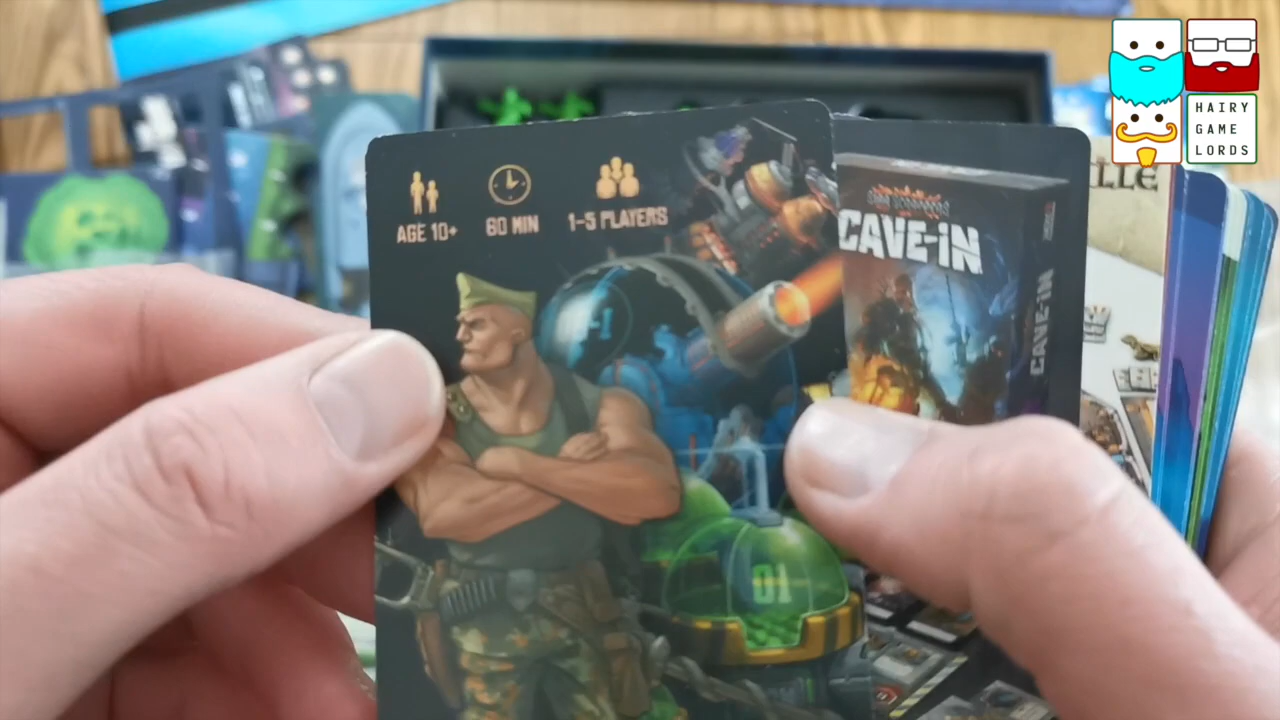 AGE 10+
60 MIN
1-5 PLAYERS
CAVE-iN
CAVE-iN
01
HAIRY
GAME
LORDS